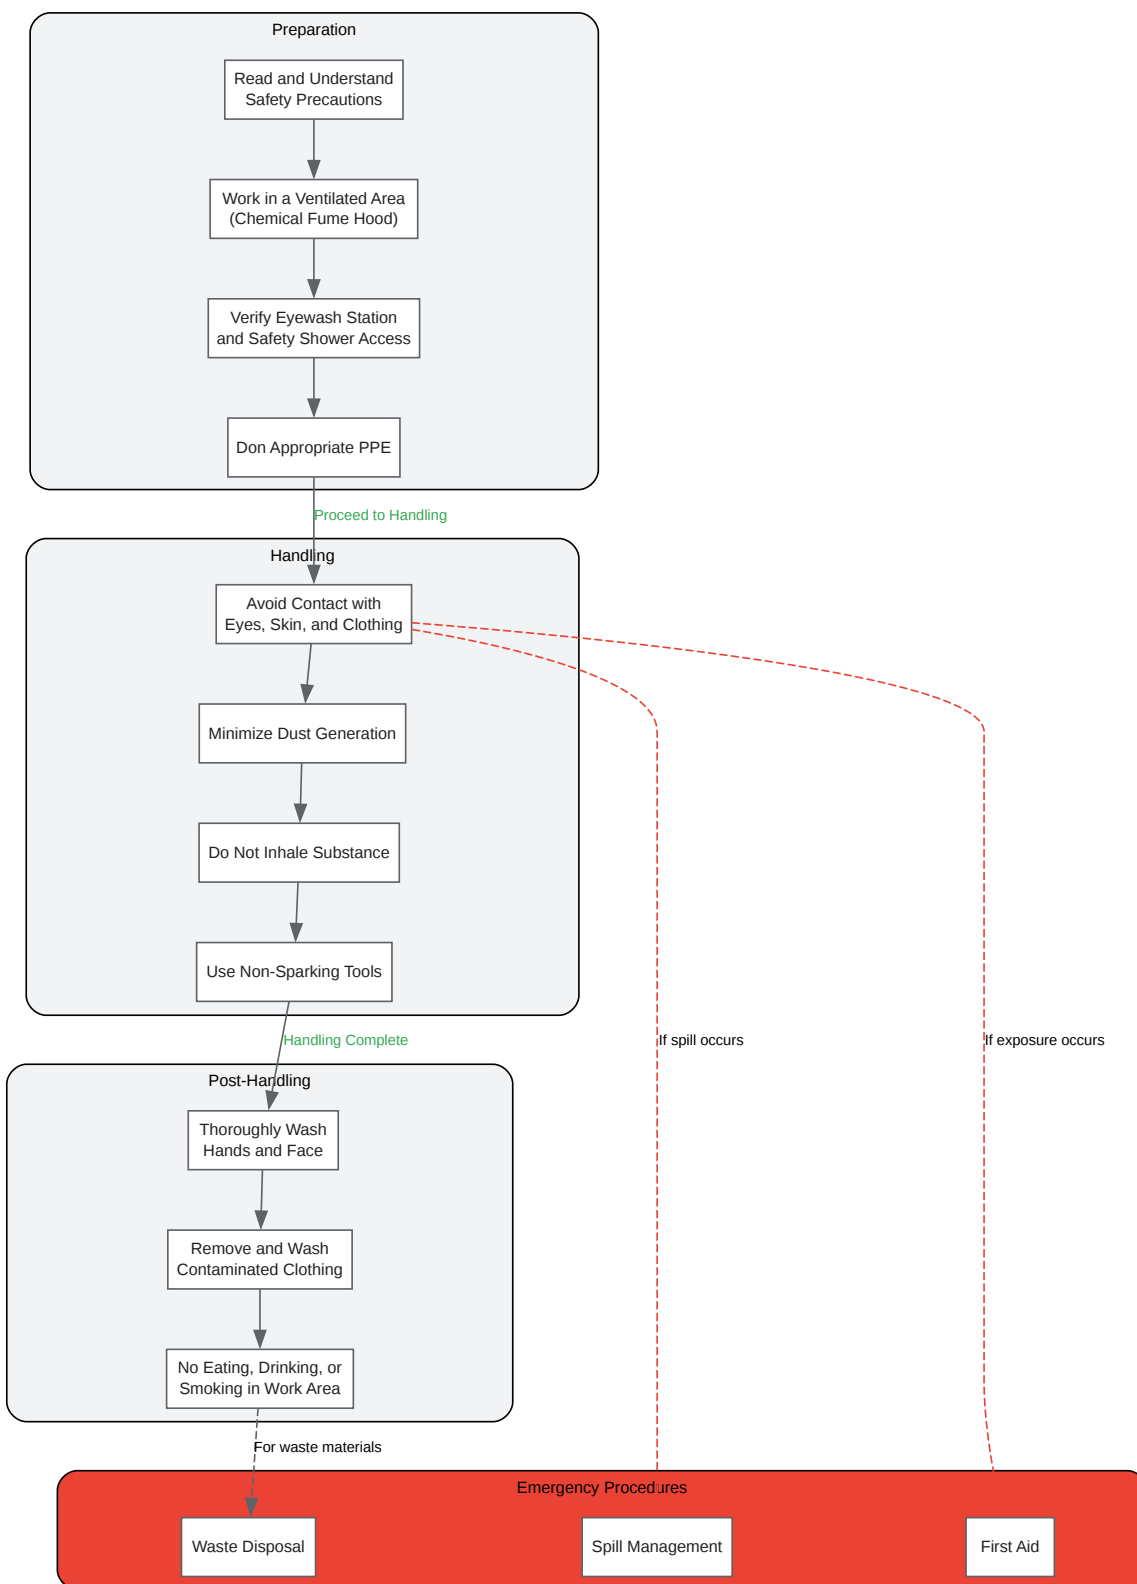 Preparation
Read and Understand
Safety Precautions
Work in a Ventilated Area
(Chemical Fume Hood)
Verify Eyewash Station
and Safety Shower Access
Don Appropriate PPE
Proceed to Handling
Handling
Avoid Contact with
Eyes, Skin, and Clothing
Minimize Dust Generation
Do Not Inhale Substance
Use Non-Sparking Tools
Handling Complete
If spill occurs
If exposure occurs
Post-Handling
Thoroughly Wash
Hands and Face
Remove and Wash
Contaminated Clothing
No Eating, Drinking, or
Smoking in Work Area
For waste materials
Emergency Procedures
Waste Disposal
Spill Management
First Aid